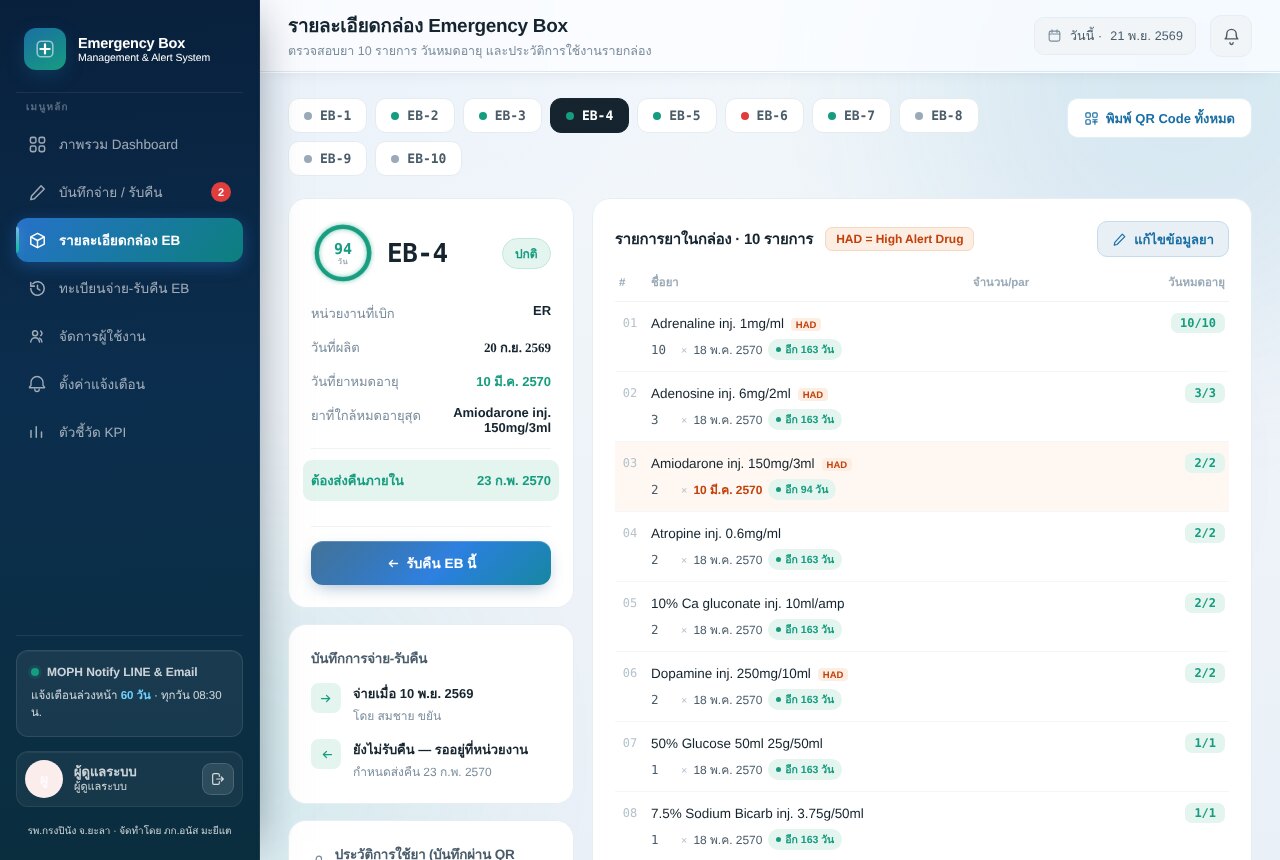 Emergency Box
Management & Alert System
เมนูหลัก
ภาพรวม Dashboard
บันทึกจ่าย / รับคืน 2
รายละเอียดกล่อง EB
ทะเบียนจ่าย-รับคืน EB
จัดการผู้ใช้งาน
ตั้งค่าแจ้งเตือน
ตัวชี้วัด KPI
MOPH Notify LINE & Email
แจ้งเตือนล่วงหน้า 60 วัน · ทุกวัน 08:30
น.
ผู้ดูแลระบบ
ผู้ดูแลระบบ
รพ.กรงปินัง จ.ยะลา · จัดทำโดย ภก.อนัส มะยีแต
รายละเอียดกล่อง Emergency Box
ตรวจสอบยา 10 รายการ วันหมดอายุ และประวัติการใช้งานรายกล่อง
วันนี้ · 21 พ.ย. 2569
EB-1 EB-2 EB-3 EB-4 EB-5 EB-6 EB-7 EB-8
EB-9 EB-10
พิมพ์ QR Code ทั้งหมด
94
วัน
EB-4
ปกติ
หน่วยงานที่เบิก ER
วันที่ผลิต 20 ก.ย. 2569
วันที่ยาหมดอายุ 10 มี.ค. 2570
ยาที่ใกล้หมดอายุสุด Amiodarone inj.
150mg/3ml
ต้องส่งคืนภายใน 23 ก.พ. 2570
← รับคืน EB นี้
บันทึกการจ่าย-รับคืน
→ จ่ายเมื่อ 10 พ.ย. 2569
โดย สมชาย ขยัน
← ยังไม่รับคืน — รออยู่ที่หน่วยงาน
กำหนดส่งคืน 23 ก.พ. 2570
ประวัติการใช้ยา (บันทึกผ่าน QR
รายการยาในกล่อง · 10 รายการ HAD = High Alert Drug
แก้ไขข้อมูลยา
# ชื่อยา จำนวน/par วันหมดอายุ
01 Adrenaline inj. 1mg/ml HAD 10/10
10 × 18 พ.ค. 2570 อีก 163 วัน
02 Adenosine inj. 6mg/2ml HAD 3/3
3 × 18 พ.ค. 2570 อีก 163 วัน
03 Amiodarone inj. 150mg/3ml HAD 2/2
2 × 10 มี.ค. 2570 อีก 94 วัน
04 Atropine inj. 0.6mg/ml 2/2
2 × 18 พ.ค. 2570 อีก 163 วัน
05 10% Ca gluconate inj. 10ml/amp 2/2
2 × 18 พ.ค. 2570 อีก 163 วัน
06 Dopamine inj. 250mg/10ml HAD 2/2
2 × 18 พ.ค. 2570 อีก 163 วัน
07 50% Glucose 50ml 25g/50ml 1/1
1 × 18 พ.ค. 2570 อีก 163 วัน
08 7.5% Sodium Bicarb inj. 3.75g/50ml 1/1
1 × 18 พ.ค. 2570 อีก 163 วัน